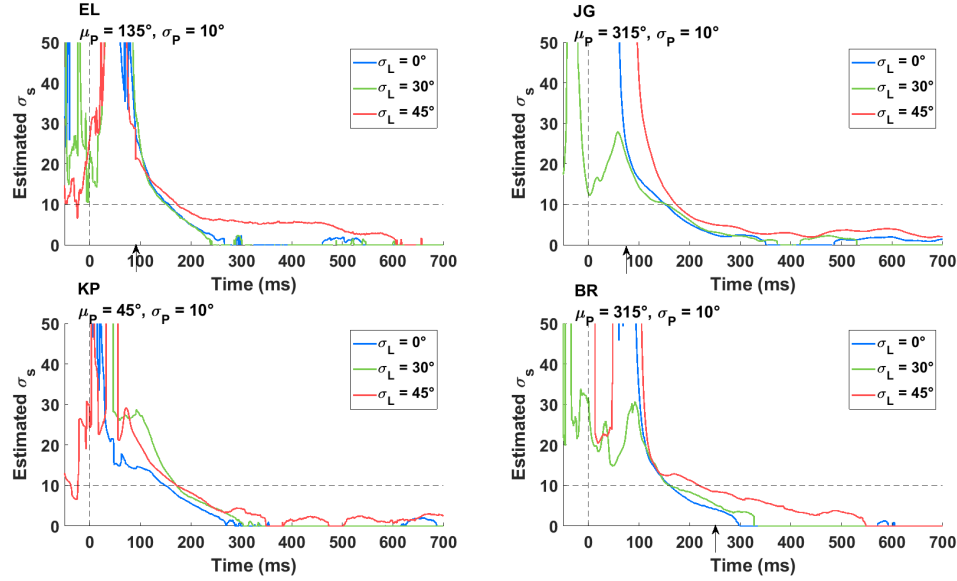 EL
μP = 135°, σP = 10°
50
40
30
20
10
0
Estimated σs
0 100 200 300 400 500 600 700
Time (ms)
σL = 0°
σL = 30°
σL = 45°
JG
μP = 315°, σP = 10°
50
40
30
20
10
0
Estimated σs
0 100 200 300 400 500 600 700
Time (ms)
σL = 0°
σL = 30°
σL = 45°
KP
μP = 45°, σP = 10°
50
40
30
20
10
0
Estimated σs
0 100 200 300 400 500 600 700
Time (ms)
σL = 0°
σL = 30°
σL = 45°
BR
μP = 315°, σP = 10°
50
40
30
20
10
0
Estimated σs
0 100 200 300 400 500 600 700
Time (ms)
σL = 0°
σL = 30°
σL = 45°